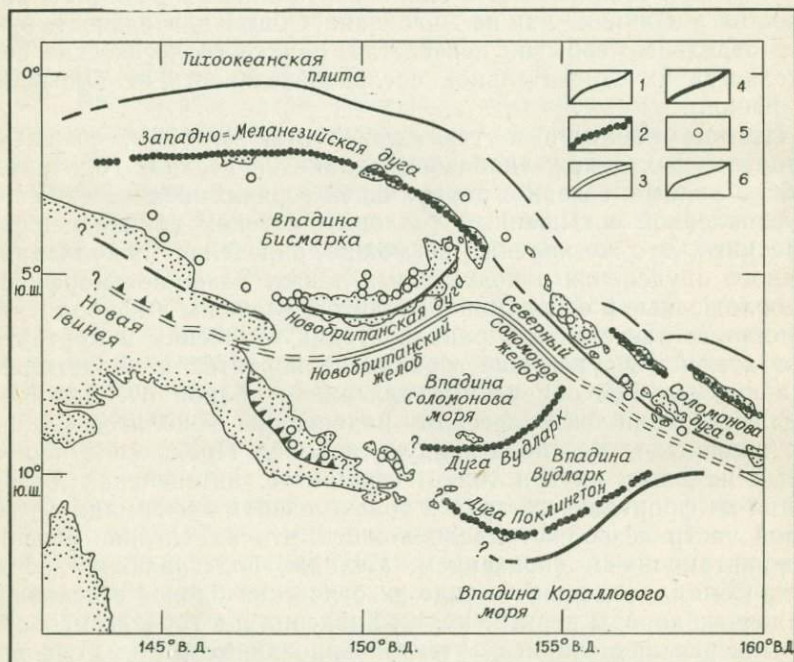 0°
5°
ю.ш.
10°
ю.ш.
145° В.Д.
150° В.Д.
155° В.Д.
160° В.Д.
Тихоокеанская
плита
1
4
2
5
3
6
Западно-Меланезийская дуга
Впадина
Бисмарка
?
?
Новая
Гвинея
Новобританская дуга
Новобританский
желоб
Северный
Соломонов
желоб
Соломонова
дуга
Впадина
Соломонова
моря
?
Дуга Вудларк
Впадина
Вудларк
?
Дуга Поклингтон
?
Впадина Кораллового
моря